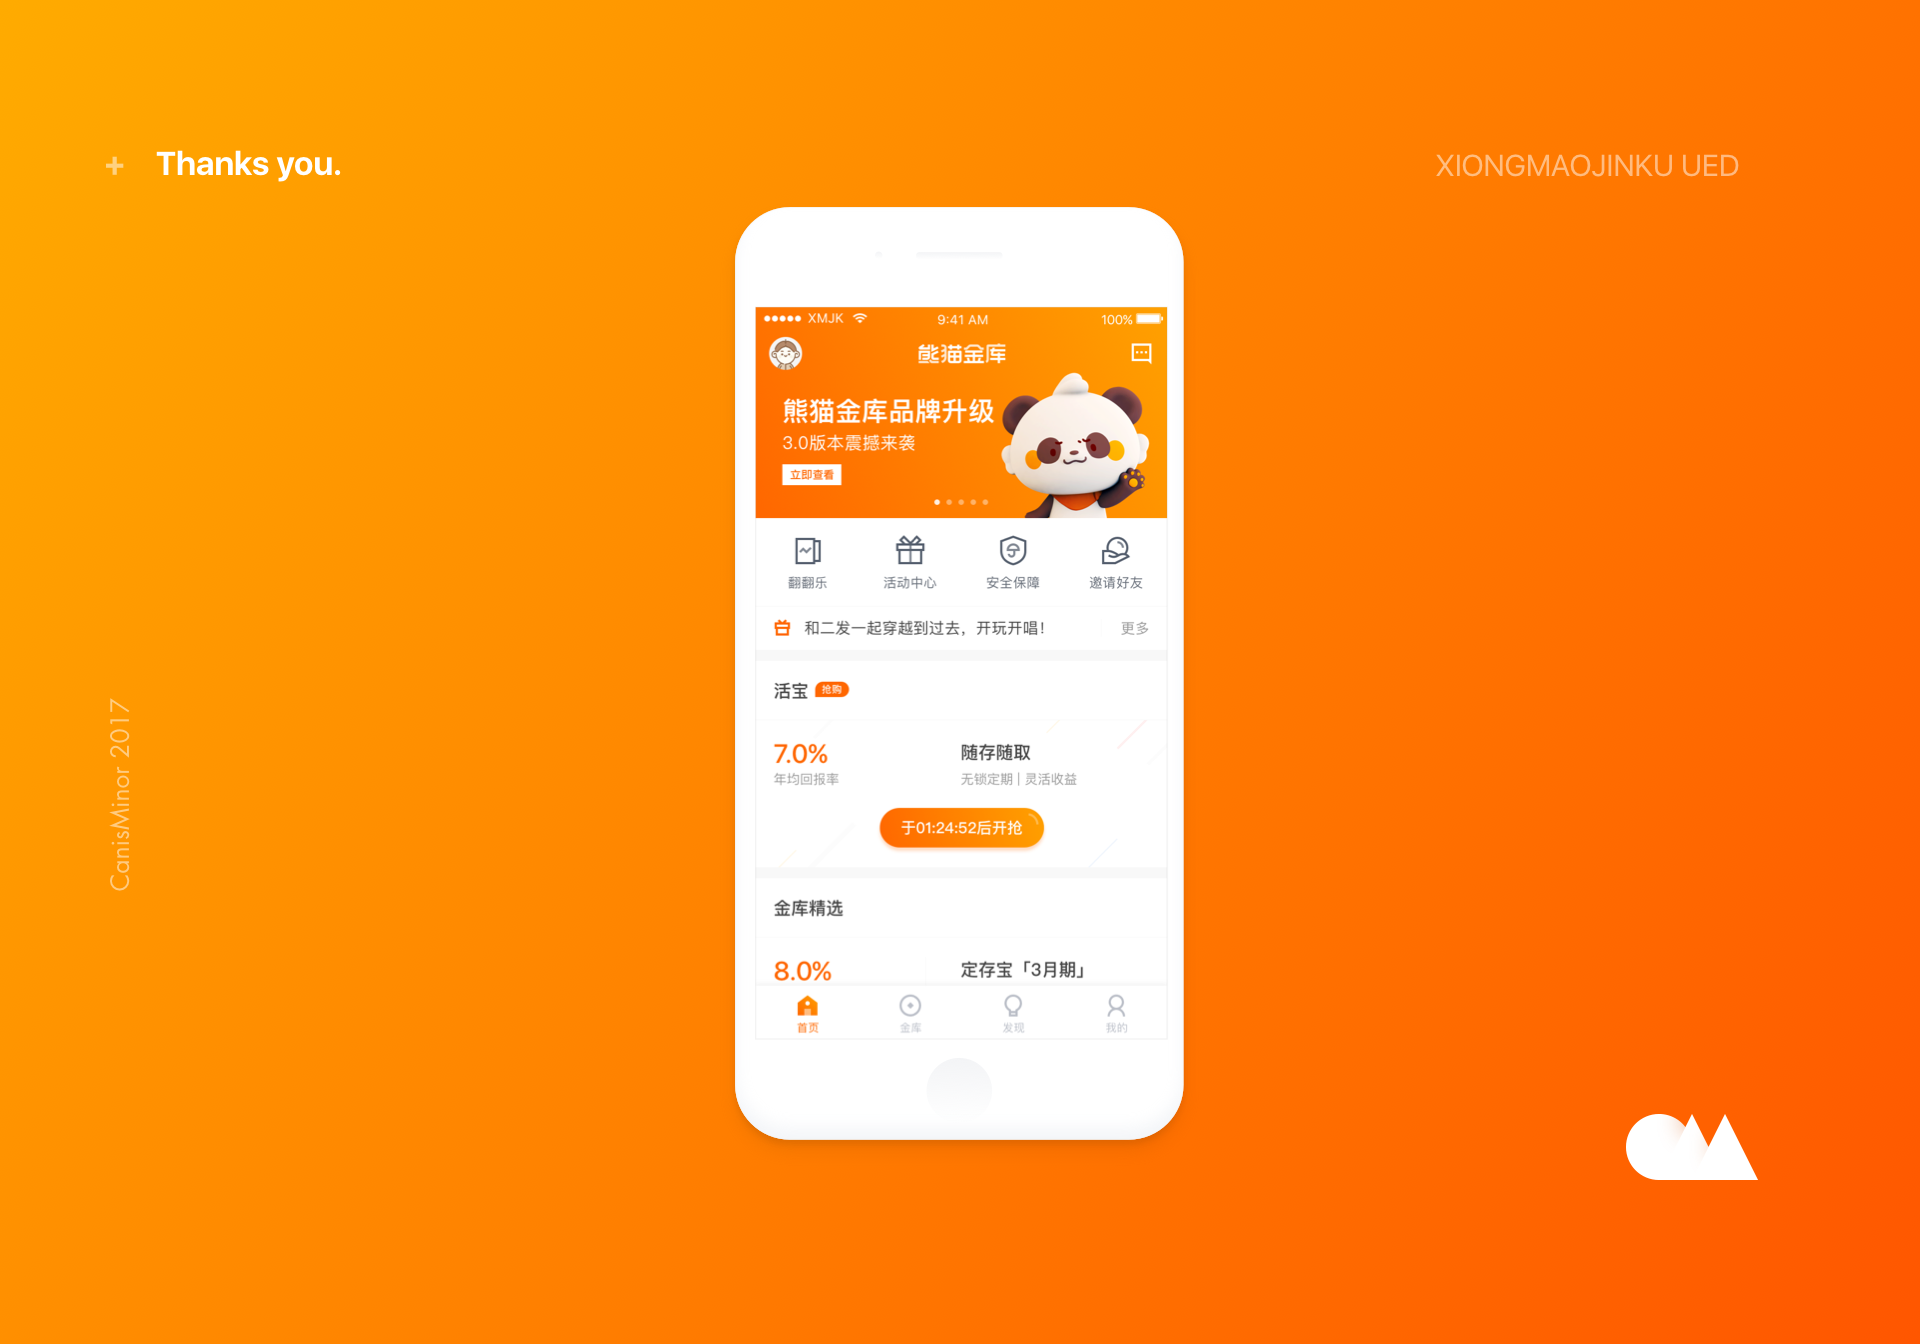 Thanks you.
XIONGMAOJINKU UED
XMJK
9:41 AM
100%
熊猫金库
熊猫金库品牌升级
3.0版本震撼来袭
立即查看
翻翻乐
活动中心
安全保障
邀请好友
和二发一起穿越到过去，开玩开唱！
更多
活宝
抢购
7.0%
随存随取
年均回报率
无锁定期 | 灵活收益
于01:24:52后开抢
金库精选
8.0%
定存宝「3月期」
首页
金库
发现
我的
CanisMinor 2017